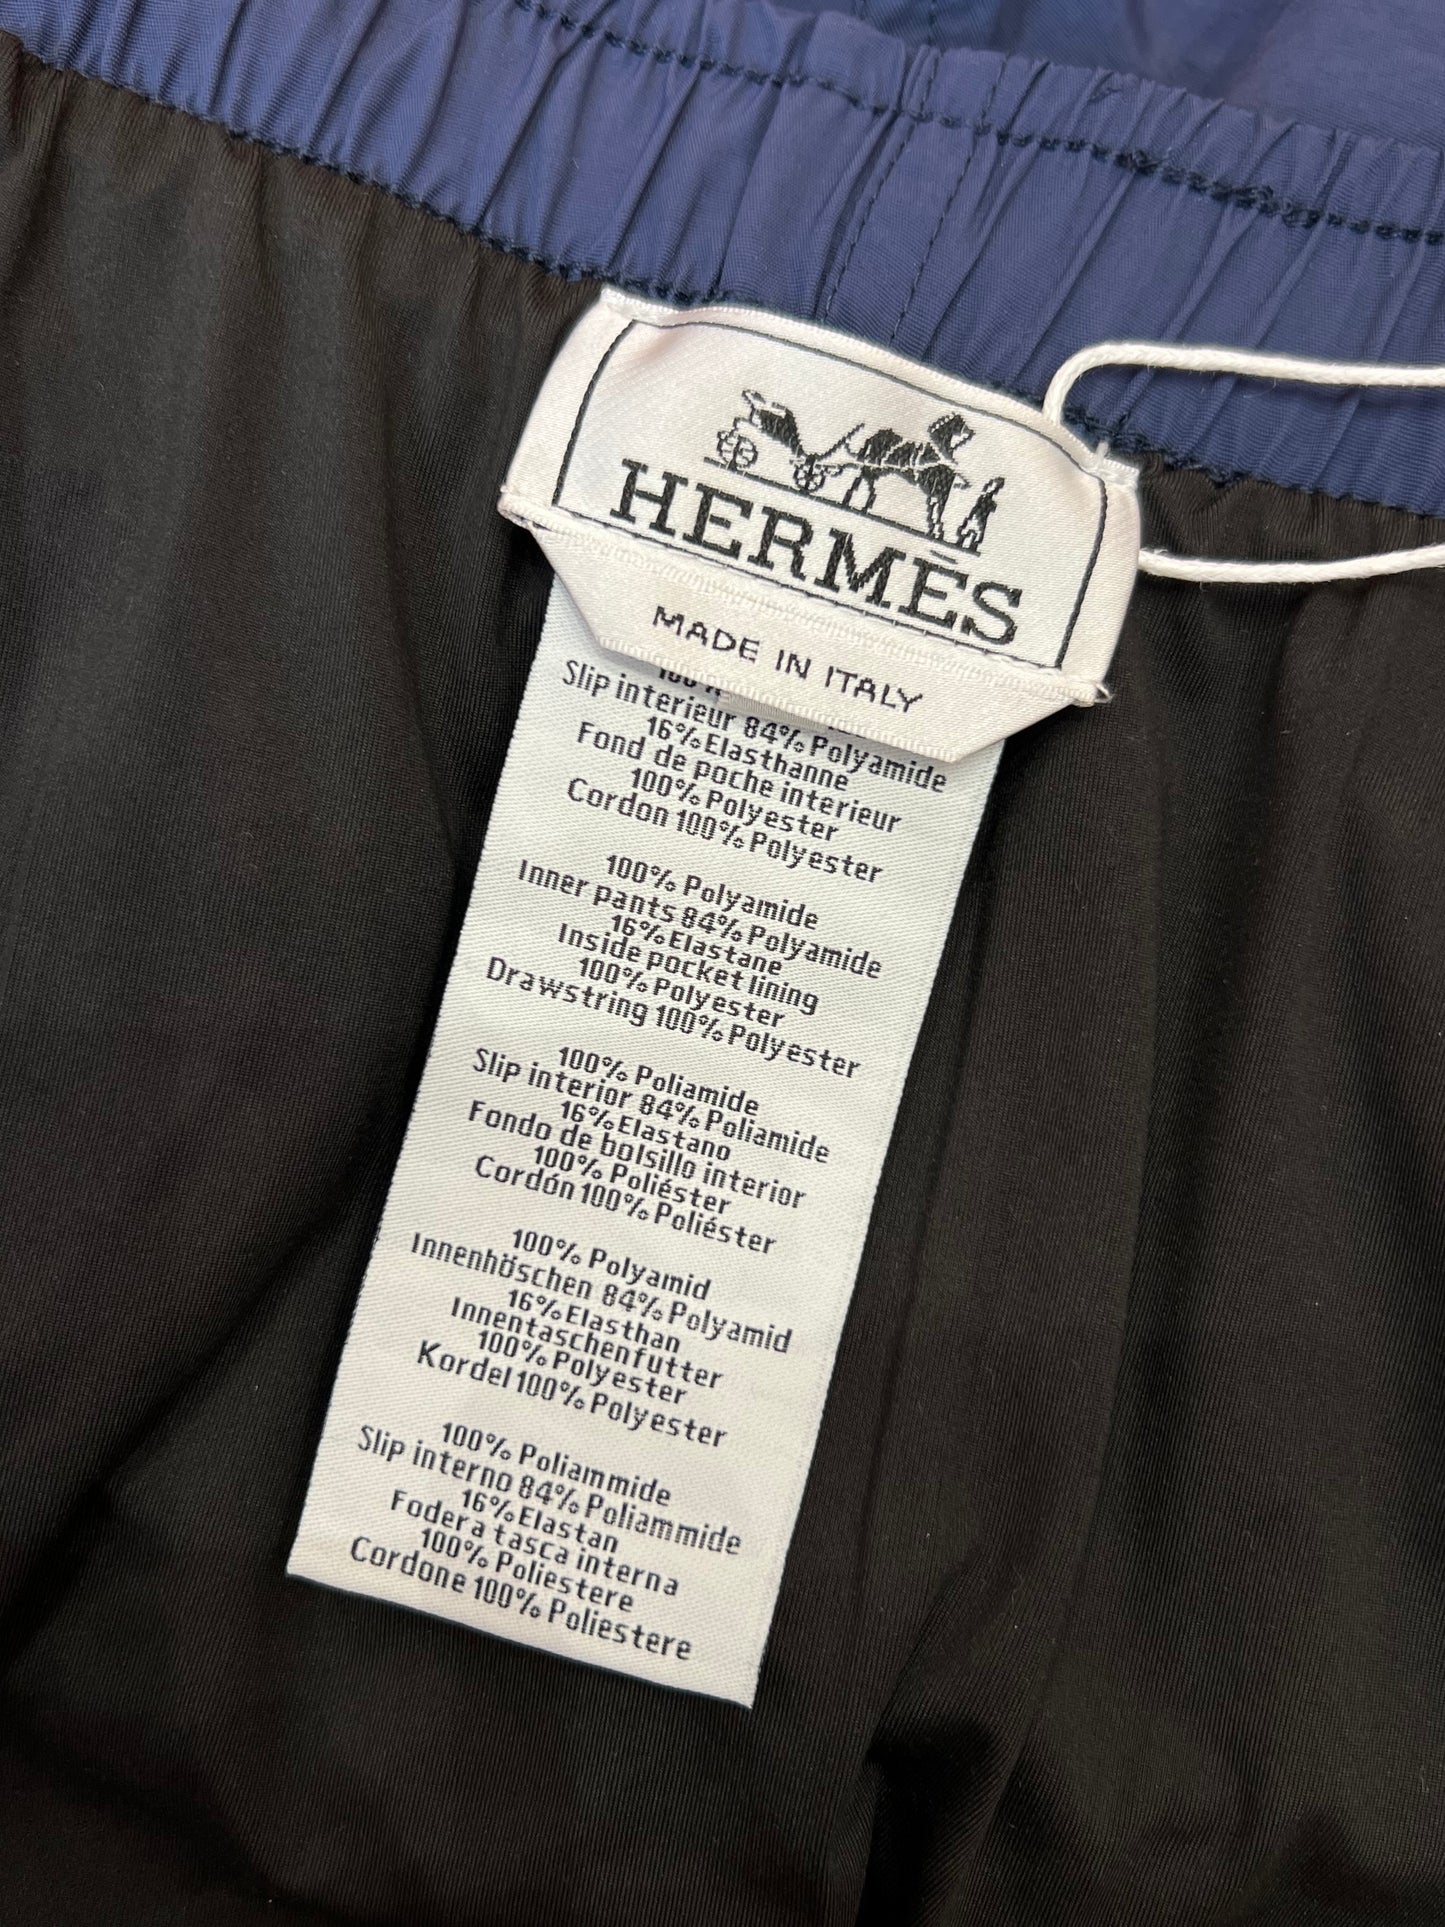 HERMĒS
MADE IN ITALY
Slip interieur 84% Polyamide
16% Elasthanne
Fond de poche interieur
100% Polyester
Cordon 100% Polyester
100% Polyamide
Inner pants 84% Polyamide
16% Elastane
Inside pocket lining
100% Polyester
Drawstring 100% Polyester
100% Poliamide
Slip interior 84% Poliamide
16% Elastano
Fondo de bolsillo interior
100% Poliéster
Cordón 100% Poliéster
100% Polyamid
Innenhöschen 84% Polyamid
16% Elasthan
Innentaschenfutter
100% Polyester
Kordel 100% Polyester
100% Poliammide
Slip interno 84% Poliammide
16% Elastan
Fodera tasca interna
100% Poliestere
Cordone 100% Poliestere